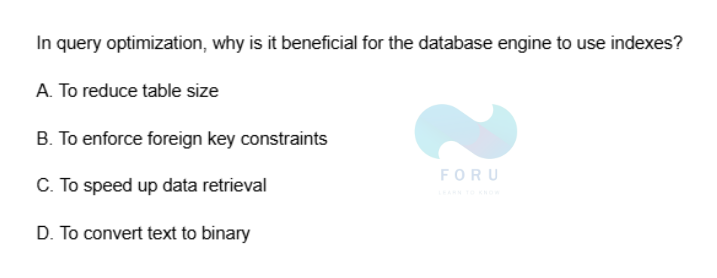 In query optimization, why is it beneficial for the database engine to use indexes?
A. To reduce table size
B. To enforce foreign key constraints
C. To speed up data retrieval
FORU
D. To convert text to binary